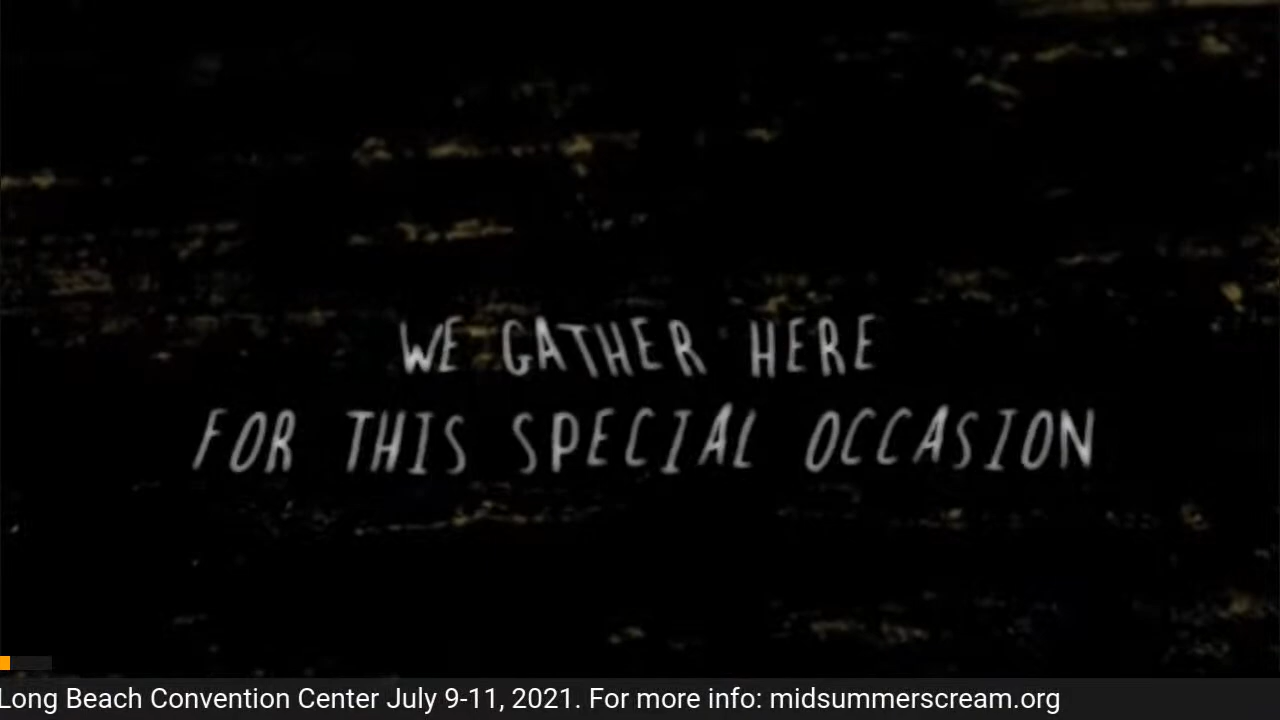 WE GATHER HERE
FOR THIS SPECIAL OCCASION
Long Beach Convention Center July 9-11, 2021. For more info: midsummerscream.org